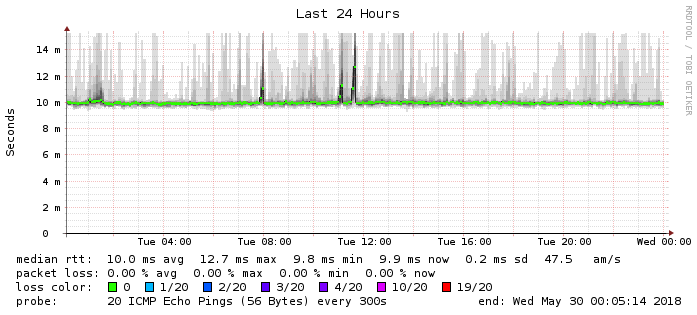 Last 24 Hours
RRDTOOL / TOBI OETIKER
Seconds
14 m
12 m
10 m
8 m
6 m
4 m
2 m
0
Tue 04:00 Tue 08:00 Tue 12:00 Tue 16:00 Tue 20:00 Wed 00:00
median rtt: 10.0 ms avg 12.7 ms max 9.8 ms min 9.9 ms now 0.2 ms sd 47.5 am/s
packet loss: 0.00 % avg 0.00 % max 0.00 % min 0.00 % now
loss color: 0 1/20 2/20 3/20 4/20 10/20 19/20
probe: 20 ICMP Echo Pings (56 Bytes) every 300s end: Wed May 30 00:05:14 2018